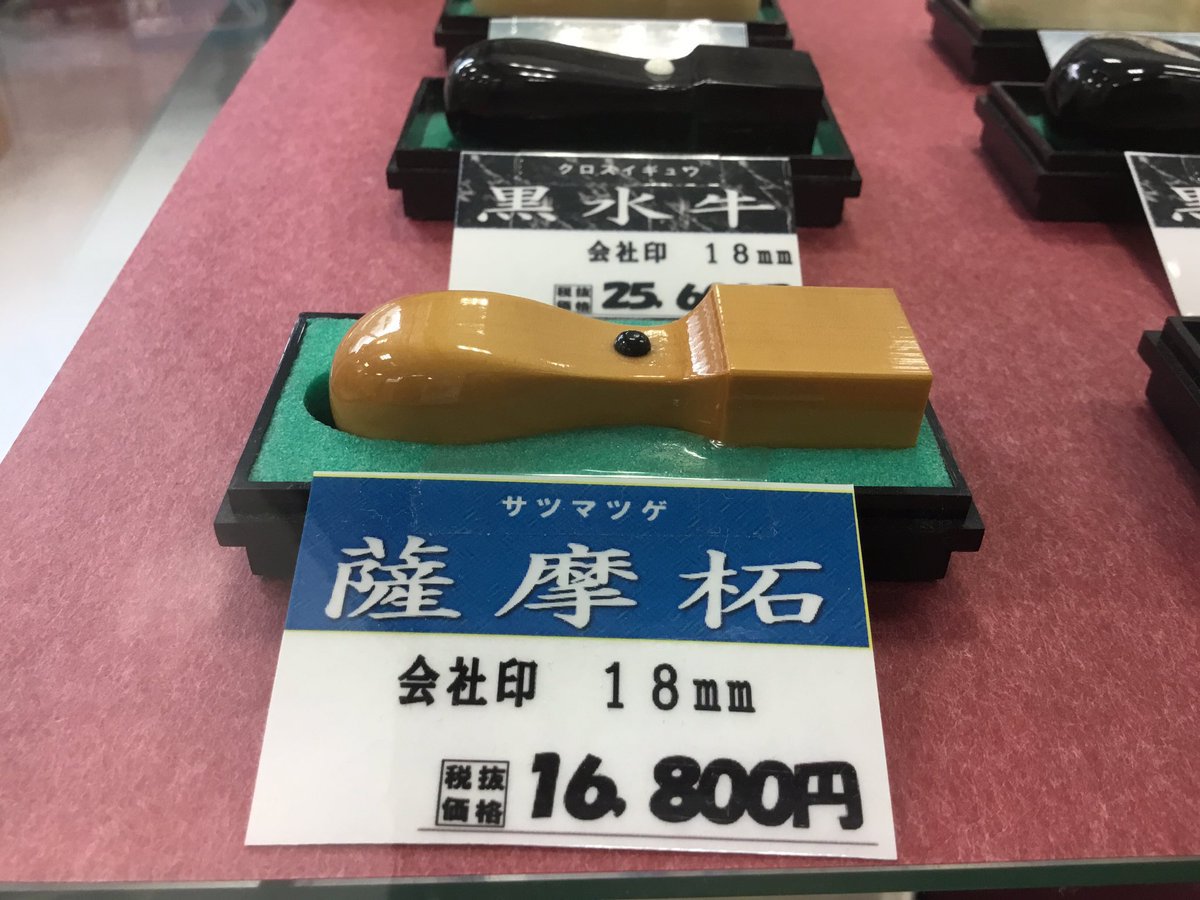 クロスイギュウ
黒水牛
会社印 18mm
税抜価格 25,6
サツマツゲ
薩摩柘
会社印 18mm
税抜価格 16,800円